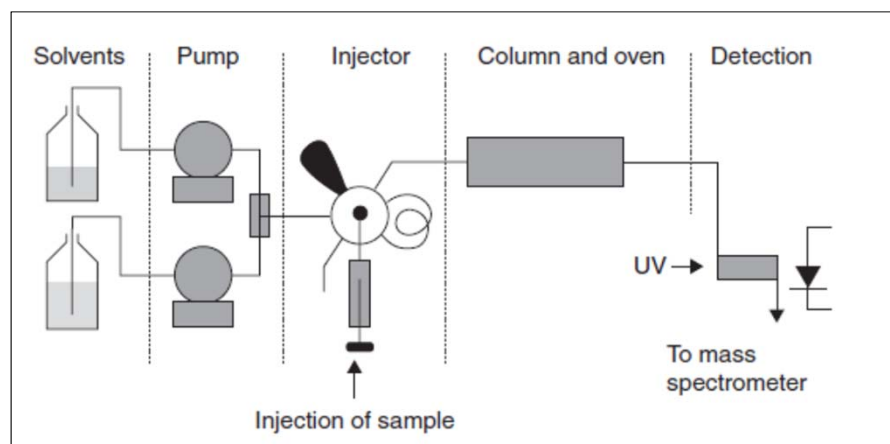 Solvents
Pump
Injector
Column and oven
Detection
UV
To mass
spectrometer
Injection of sample